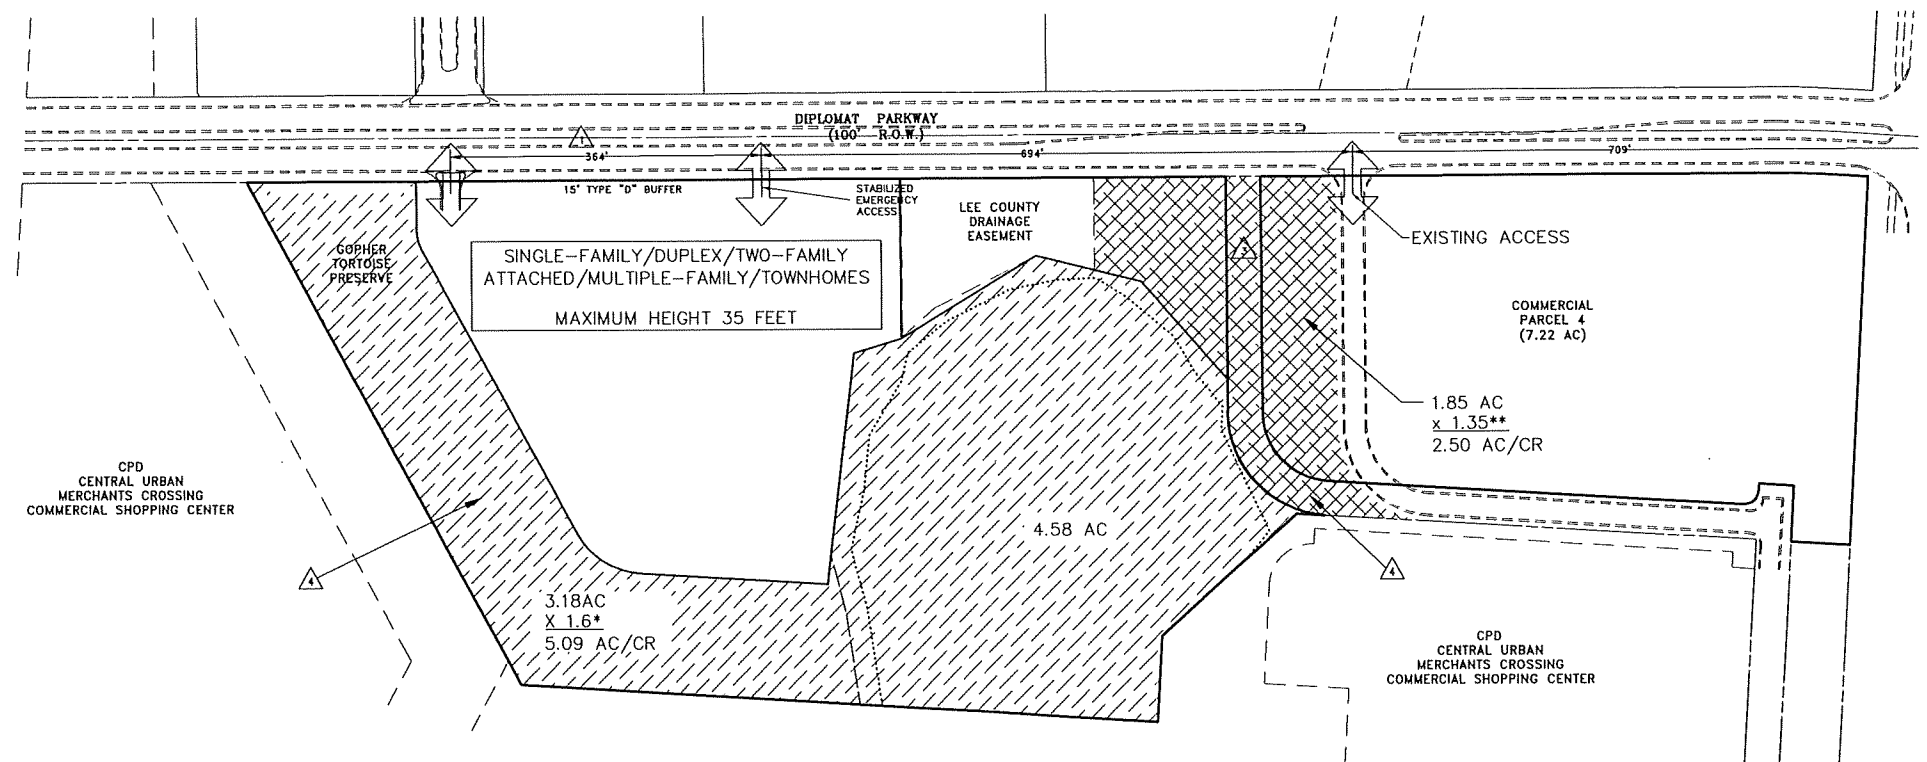 DIPLOMAT PARKWAY
(100' R.O.W.)
1
364'
694'
709'
15' TYPE "D" BUFFER
STABILIZED
EMERGENCY
ACCESS
LEE COUNTY
DRAINAGE
EASEMENT
GOPHER
TORTOISE
PRESERVE
SINGLE-FAMILY/DUPLEX/TWO-FAMILY
ATTACHED/MULTIPLE-FAMILY/TOWNHOMES
MAXIMUM HEIGHT 35 FEET
3
EXISTING ACCESS
COMMERCIAL
PARCEL 4
(7.22 AC)
1.85 AC
x 1.35**
2.50 AC/CR
CPD
CENTRAL URBAN
MERCHANTS CROSSING
COMMERCIAL SHOPPING CENTER
4.58 AC
4
4
3.18AC
X 1.6*
5.09 AC/CR
CPD
CENTRAL URBAN
MERCHANTS CROSSING
COMMERCIAL SHOPPING CENTER